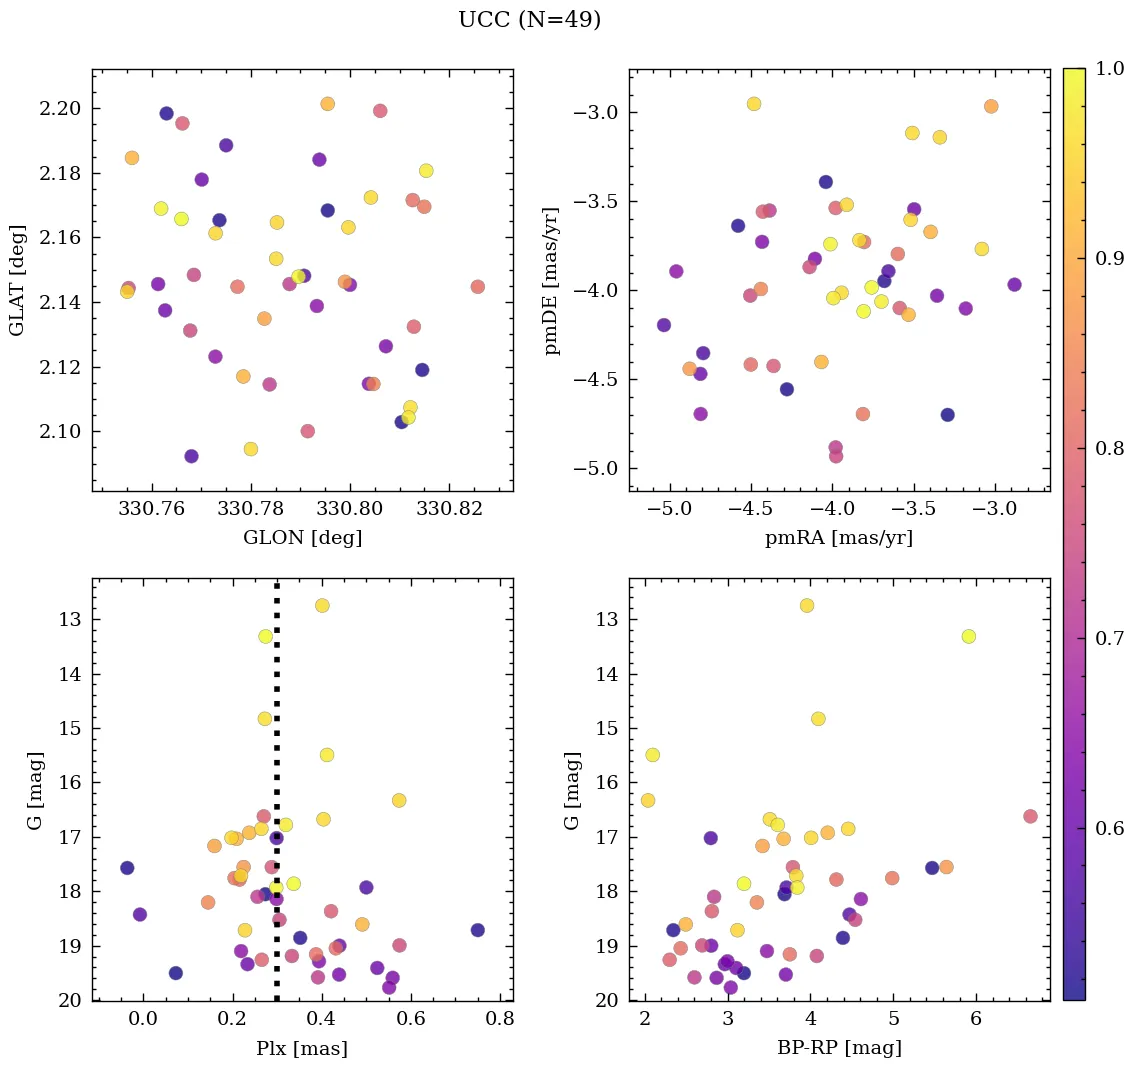 UCC (N=49)
2.20
2.18
2.16
2.14
2.12
2.10
GLAT [deg]
330.76 330.78 330.80 330.82
GLON [deg]
−3.0
−3.5
−4.0
−4.5
−5.0
pmDE [mas/yr]
−5.0 −4.5 −4.0 −3.5 −3.0
pmRA [mas/yr]
1.0
0.9
0.8
0.7
0.6
13
14
15
16
17
18
19
20
G [mag]
0.0 0.2 0.4 0.6 0.8
Plx [mas]
13
14
15
16
17
18
19
20
G [mag]
2 3 4 5 6
BP-RP [mag]